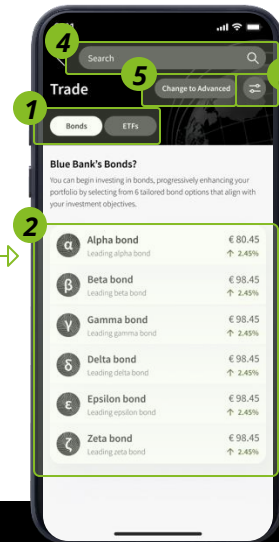 4
Search
5
Trade
Change to Advanced
1
Bonds
ETFs
Blue Bank's Bonds?
You can begin investing in bonds, progressively enhancing your
portfolio by selecting from 6 tailored bond options that align with
your investment objectives.
2
α Alpha bond €80.45
Leading alpha bond ↑ 2.45%
β Beta bond €98.45
Leading beta bond ↑ 2.45%
γ Gamma bond €98.45
Leading gamma bond ↑ 2.45%
δ Delta bond €98.45
Leading delta bond ↑ 2.45%
ε Epsilon bond €98.45
Leading epsilon bond ↑ 2.45%
ζ Zeta bond €98.45
Leading zeta bond ↑ 2.45%